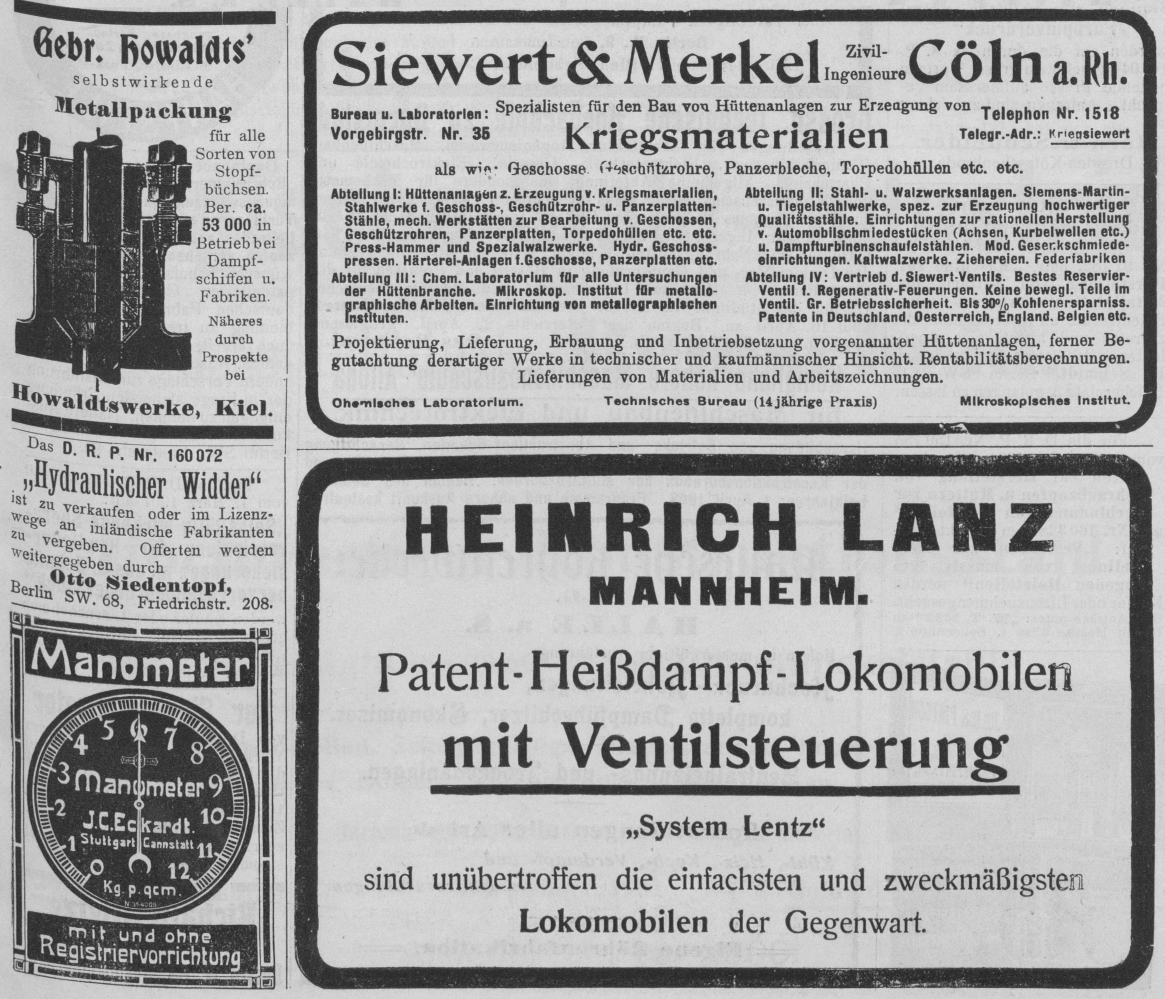 Gebr. Howaldts'
selbstwirkende
Metallpackung
für alle
Sorten von
Stopf-
büchsen.
Ber. ca.
53 000 in
Betrieb bei
Dampf-
schiffen u.
Fabriken.
Näheres
durch
Prospekte
bei
Howaldtswerke, Kiel.
Das D. R. P. Nr. 160 072
„Hydraulischer Widder“
ist zu verkaufen oder im Lizenz-
wege an inländische Fabrikanten
zu vergeben. Offerten werden
weitergegeben durch
Otto Siedentopf,
Berlin SW. 68, Friedrichstr. 208.
Manometer
0 1 2 3 4 5 6 7 8 9 10 11 12
Manometer
J.C. Eckardt.
Stuttgart Cannstatt
Kg. p. qcm.
mit und ohne
Registriervorrichtung
Siewert & Merkel Zivil-Ingenieure Cöln a. Rh.
Bureau u. Laboratorien:
Vorgebirgstr. Nr. 35
Spezialisten für den Bau von Hüttenanlagen zur Erzeugung von
Kriegsmaterialien
Telephon Nr. 1518
Telegr.-Adr.: Kriegsiewert
als wie: Geschosse, Geschützrohre, Panzerbleche, Torpedohüllen etc. etc.
Abteilung I: Hüttenanlagen z. Erzeugung v. Kriegsmaterialien,
Stahlwerke f. Geschoss-, Geschützrohr- u. Panzerplatten-
Stähle, mech. Werkstätten zur Bearbeitung v. Geschossen,
Geschützrohren, Panzerplatten, Torpedohüllen etc. etc.
Press-Hammer und Spezialwalzwerke. Hydr. Geschoss-
pressen. Härterei-Anlagen f. Geschosse, Panzerplatten etc.
Abteilung II: Stahl- u. Walzwerksanlagen. Siemens-Martin-
u. Tiegelstahlwerke, spez. zur Erzeugung hochwertiger
Qualitätsstähle. Einrichtungen zur rationellen Herstellung
v. Automobilschmiedestücken (Achsen, Kurbelwellen etc.)
u. Dampfturbinenschaufelstählen. Mod. Gesenkschmiede-
einrichtungen. Kaltwalzwerke. Ziehereien. Federfabriken
Abteilung III: Chem. Laboratorium für alle Untersuchungen
der Hüttenbranche. Mikroskop. Institut für metallo-
graphische Arbeiten. Einrichtung von metallographischen
Instituten.
Abteilung IV: Vertrieb d. Siewert-Ventils. Bestes Reservier-
Ventil f. Regenerativ-Feuerungen. Keine bewegl. Teile im
Ventil. Gr. Betriebssicherheit. Bis 30% Kohlenersparniss.
Patente in Deutschland, Oesterreich, England, Belgien etc.
Projektierung, Lieferung, Erbauung und Inbetriebsetzung vorgenannter Hüttenanlagen, ferner Be-
gutachtung derartiger Werke in technischer und kaufmännischer Hinsicht. Rentabilitätsberechnungen.
Lieferungen von Materialien und Arbeitszeichnungen.
Chemisches Laboratorium. Technisches Bureau (14 jährige Praxis) Mikroskopisches Institut.
HEINRICH LANZ
MANNHEIM.
Patent-Heißdampf-Lokomobilen
mit Ventilsteuerung
„System Lentz“
sind unübertroffen die einfachsten und zweckmäßigsten
Lokomobilen der Gegenwart.